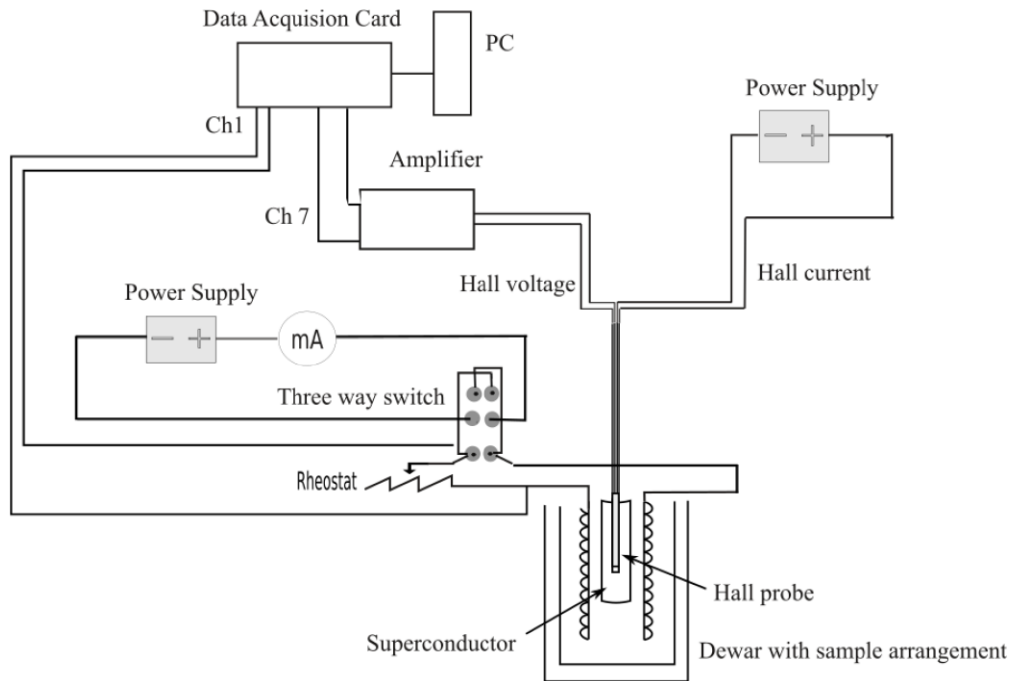 Data Acquision Card
PC
Ch1
Power Supply
Amplifier
Ch 7
Hall voltage
Hall current
Power Supply
mA
Three way switch
Rheostat
Hall probe
Superconductor
Dewar with sample arrangement